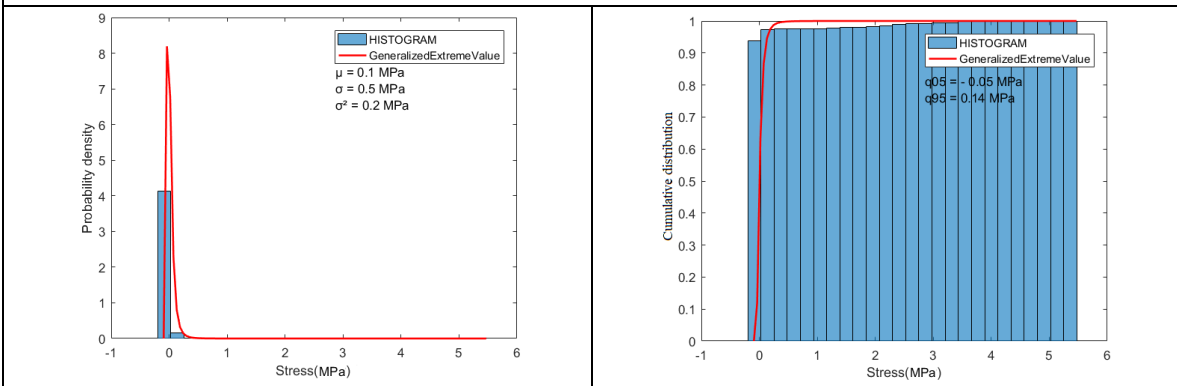 9
8
7
6
5
4
3
2
1
0
-1
0
1
2
3
4
5
6
Probability density
Stress(MPa)
HISTOGRAM
GeneralizedExtremeValue
μ = 0.1 MPa
σ = 0.5 MPa
σ² = 0.2 MPa
1
0.9
0.8
0.7
0.6
0.5
0.4
0.3
0.2
0.1
0
-1
0
1
2
3
4
5
6
Cumulative distribution
Stress(MPa)
HISTOGRAM
GeneralizedExtremeValue
q05 = - 0.05 MPa
q95 = 0.14 MPa